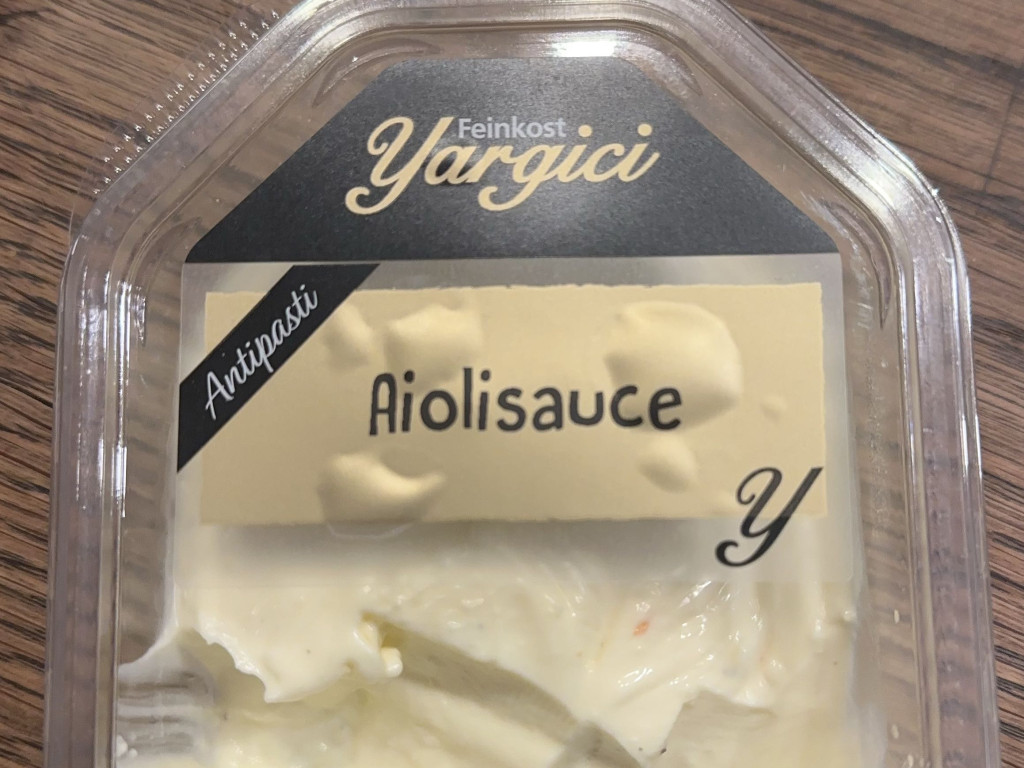 Feinkost
Yargici
Antipasti
Aiolisauce
Y